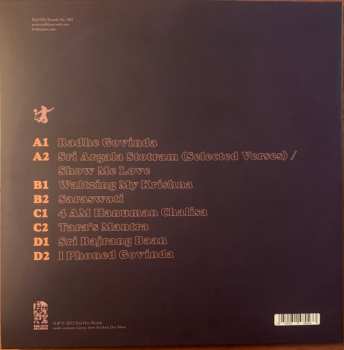 A1 Radhe Govinda
A2 Sri Argala Stotram (Selected Verses) /
Show Me Love
B1 Waltzing My Krishna
B2 Saraswati
C1 4 AM Hanuman Chalisa
C2 Tara's Mantra
D1 Sri Bajrang Baan
D2 I Phoned Govinda